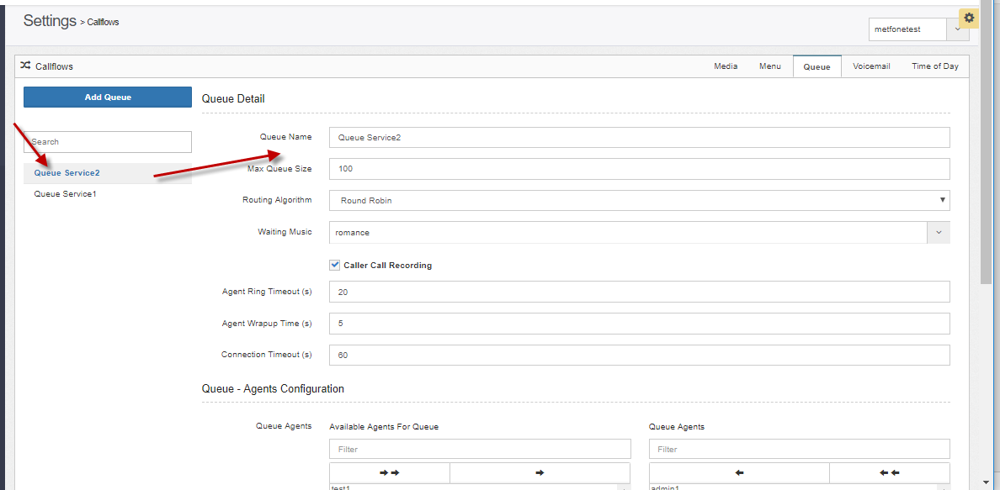 Settings > Callflows
metfonetest
Callflows
Media Menu Queue Voicemail Time of Day
Add Queue
Search
Queue Service2
Queue Service1
Queue Detail
Queue Name Queue Service2
Max Queue Size 100
Routing Algorithm Round Robin
Waiting Music romance
Caller Call Recording
Agent Ring Timeout (s) 20
Agent Wrapup Time (s) 5
Connection Timeout (s) 60
Queue - Agents Configuration
Queue Agents Available Agents For Queue Queue Agents
Filter Filter
test1 admin1